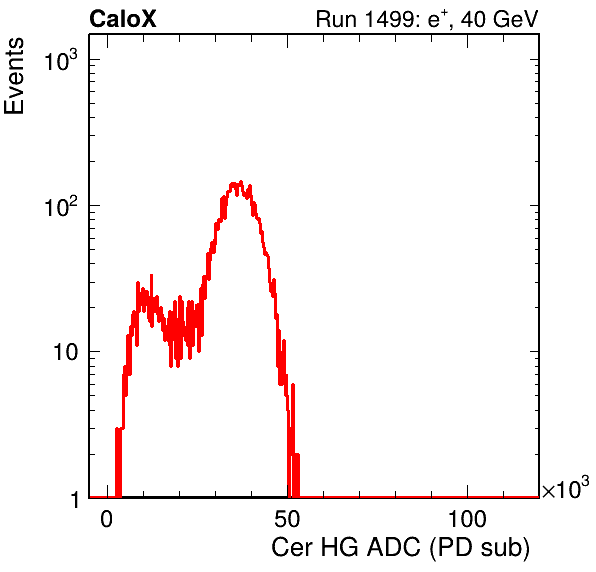 CaloX Run 1499: e⁺, 40 GeV
Events
10³
10²
10
1
0 50 100
×10³
Cer HG ADC (PD sub)